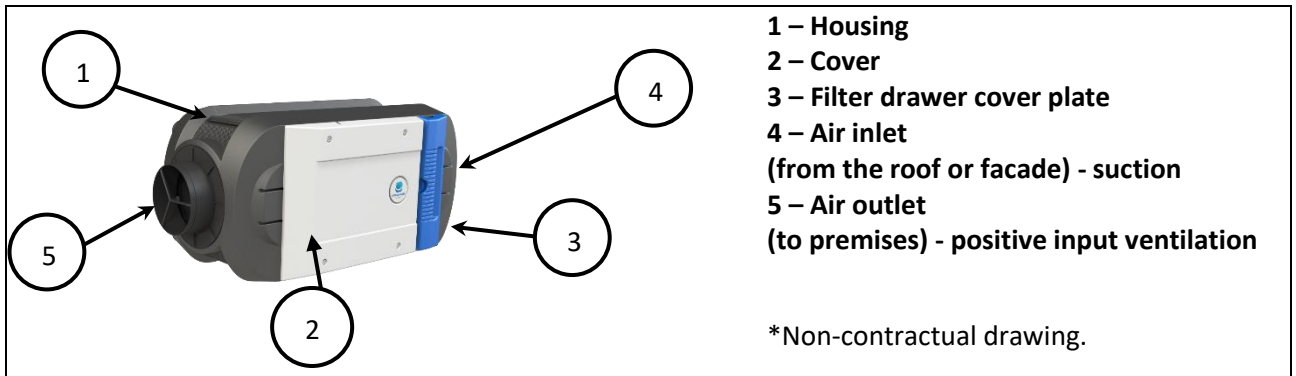 1 – Housing
2 – Cover
3 – Filter drawer cover plate
4 – Air inlet
(from the roof or facade) - suction
5 – Air outlet
(to premises) - positive input ventilation
*Non-contractual drawing.
1
4
5
3
2